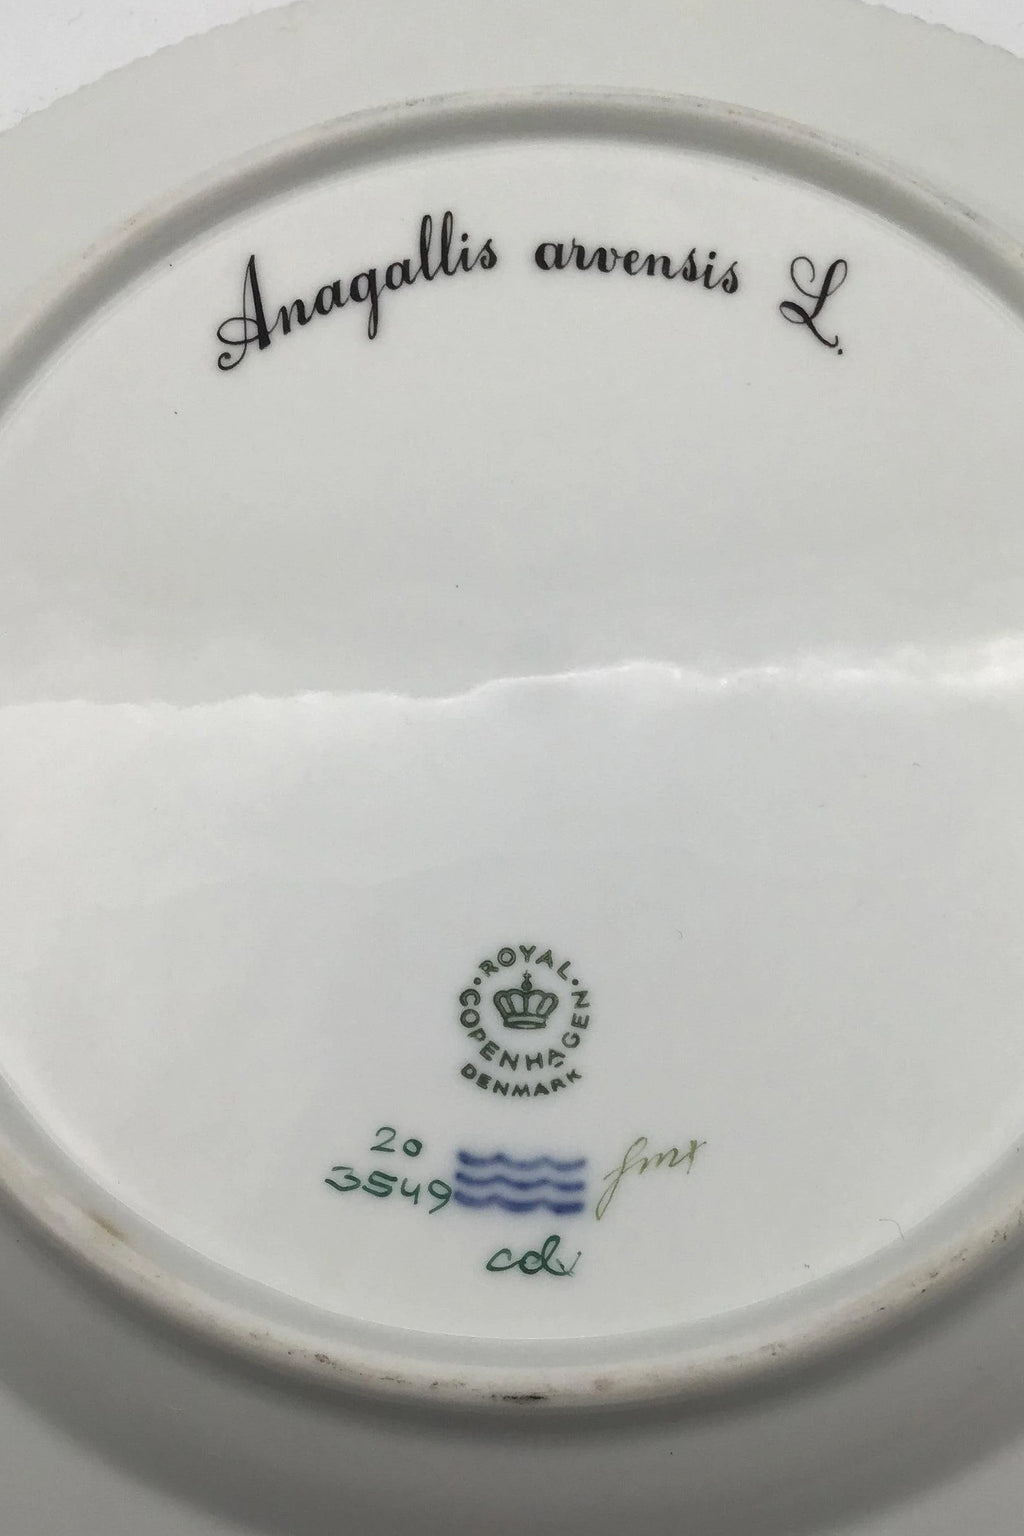 Anagallis arvensis L.
ROYAL
COPENHAGEN
DENMARK
20
3549